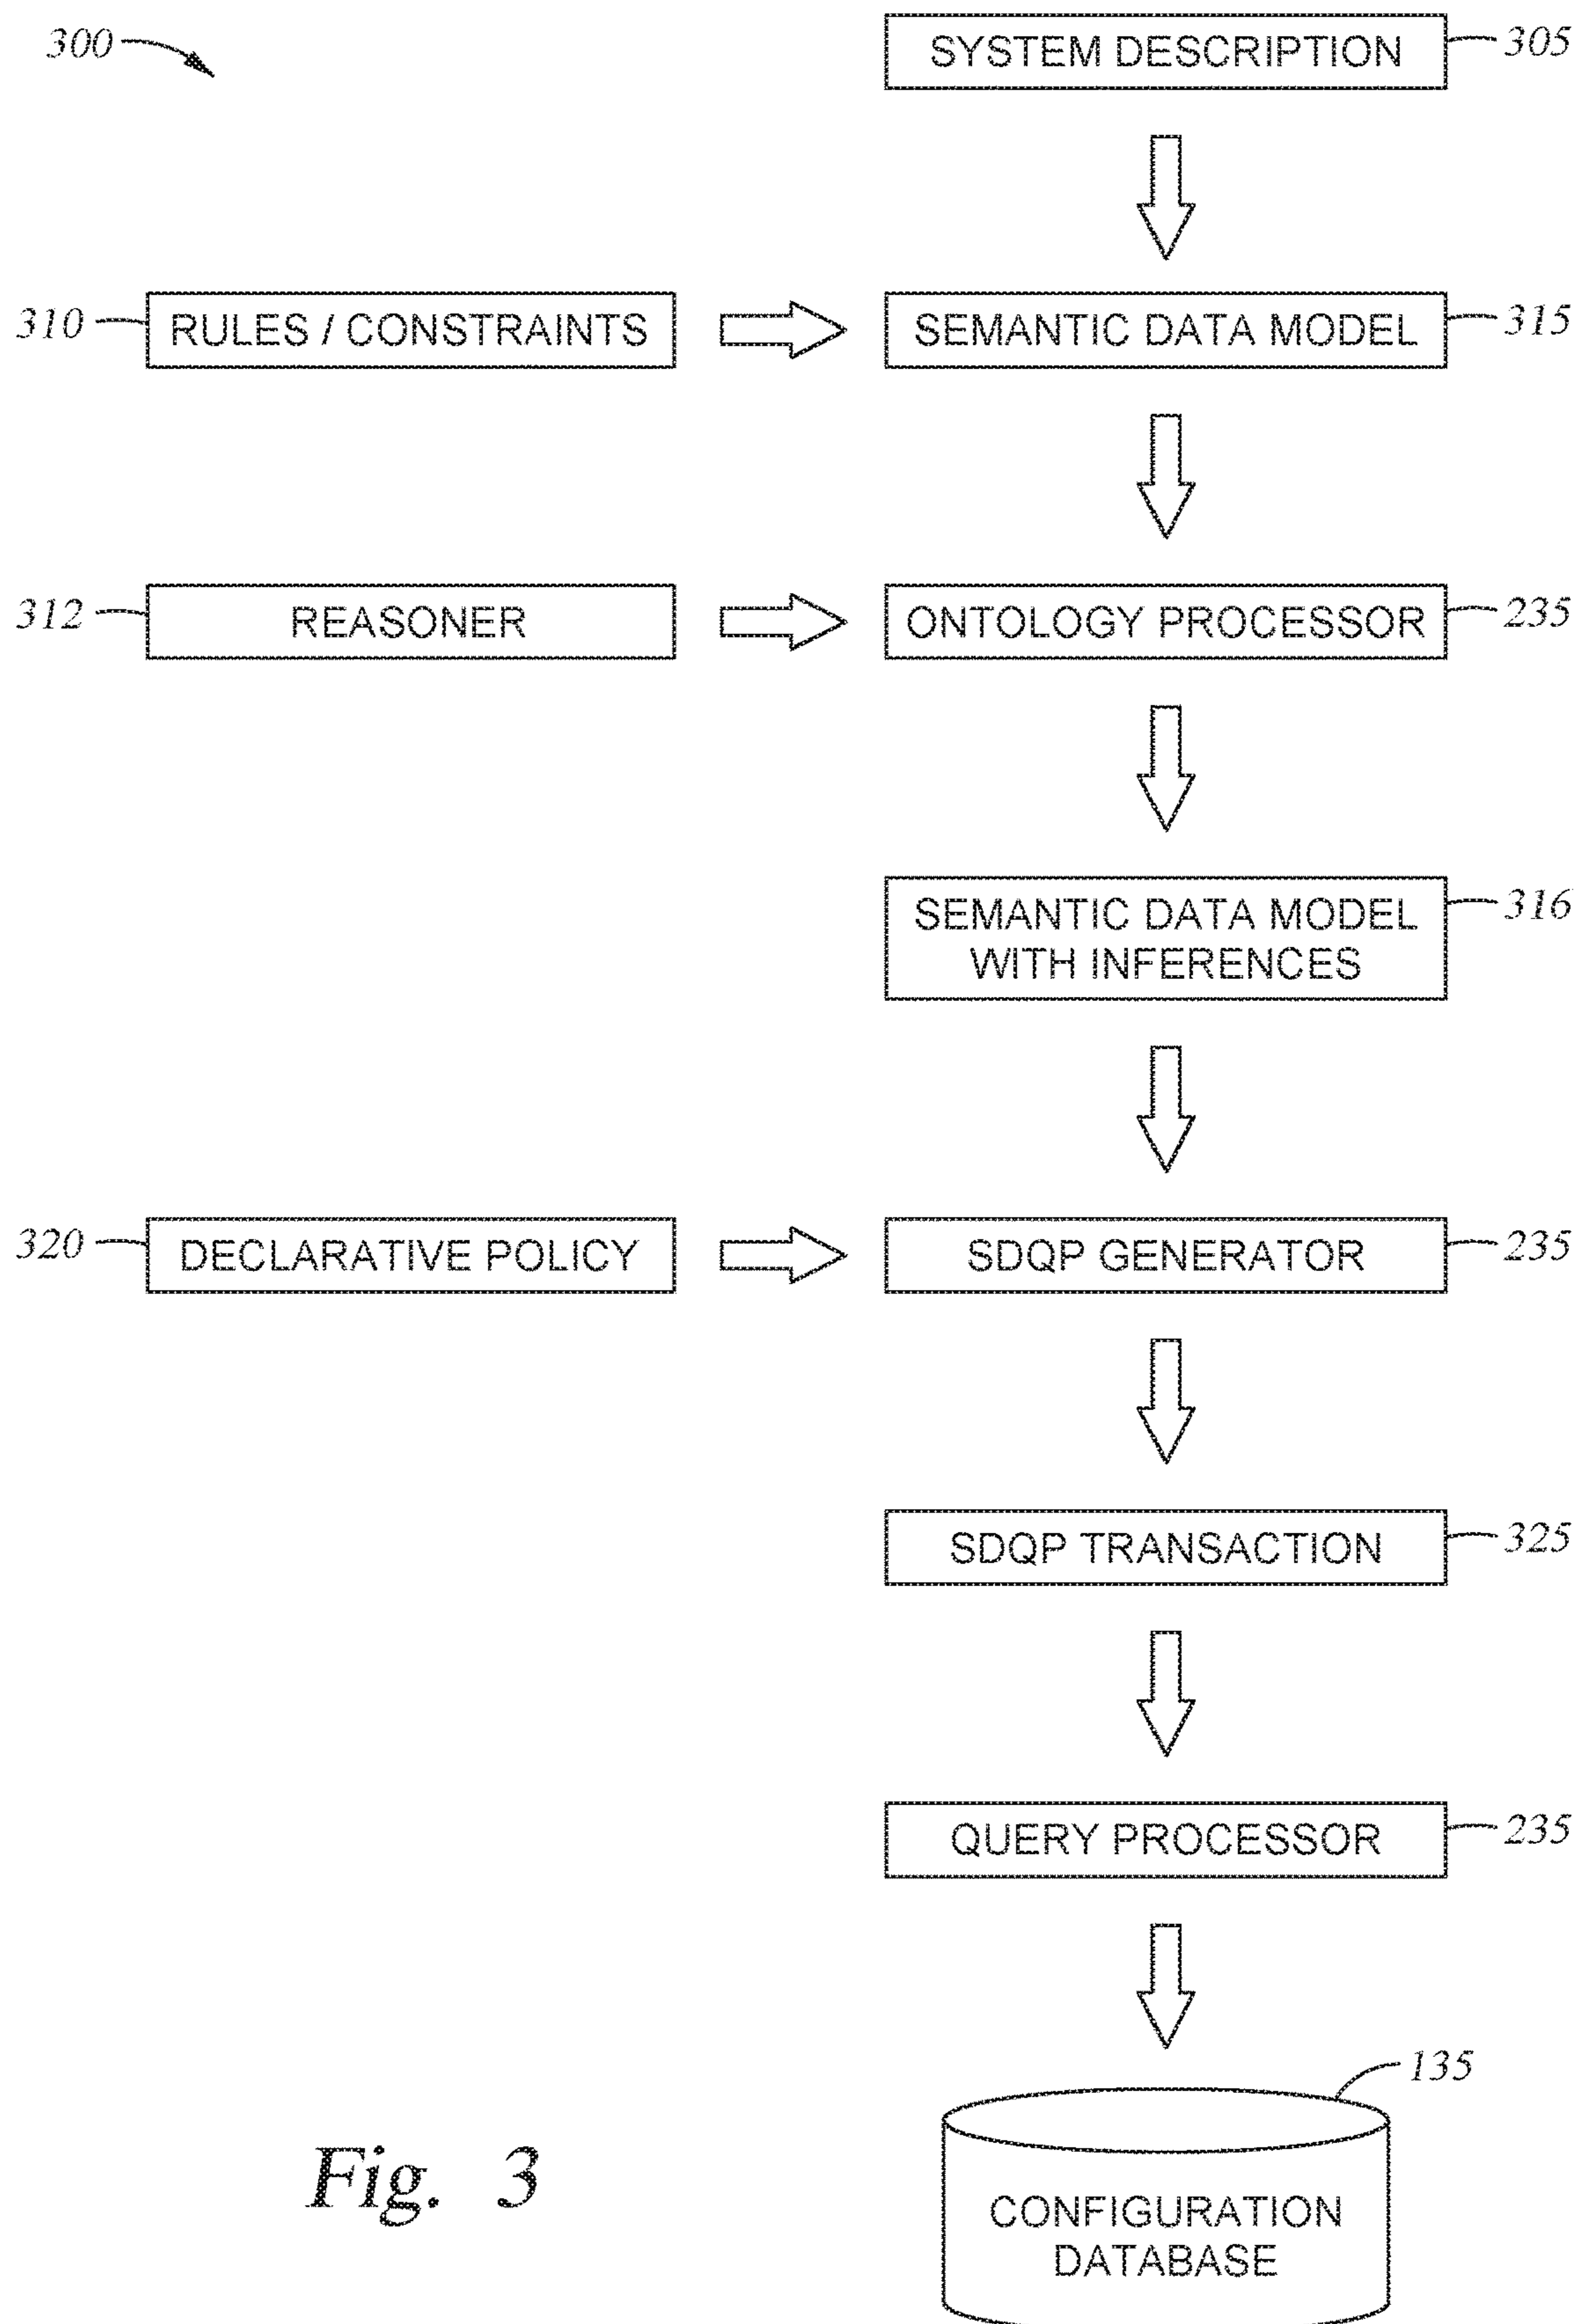 300
SYSTEM DESCRIPTION 305
310 RULES / CONSTRAINTS SEMANTIC DATA MODEL 315
312 REASONER ONTOLOGY PROCESSOR 235
SEMANTIC DATA MODEL 316
WITH INFERENCES
320 DECLARATIVE POLICY SDQP GENERATOR 235
SDQP TRANSACTION 325
QUERY PROCESSOR 235
135
CONFIGURATION
DATABASE
Fig. 3